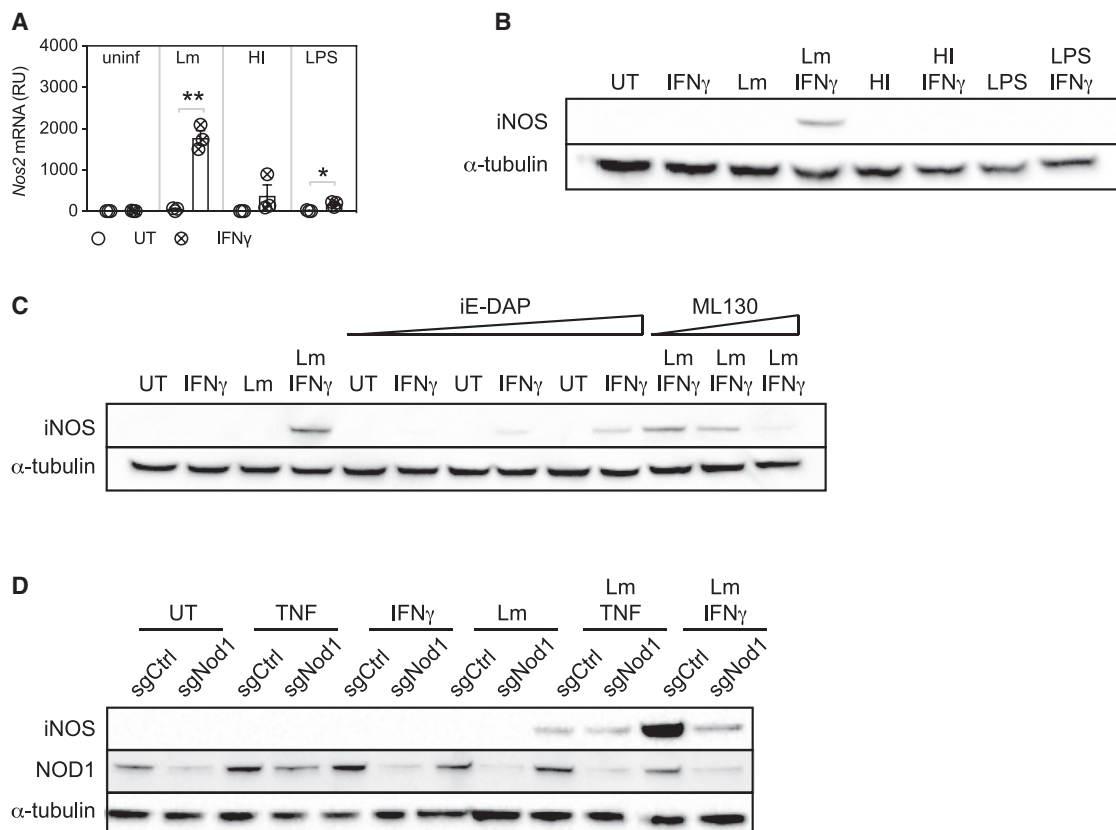 A
Nos2 mRNA (RU)
4000
3000
2000
1000
0
uninf Lm HI LPS
**
*
UT IFNγ
B
UT IFNγ Lm Lm IFNγ HI HI IFNγ LPS LPS IFNγ
iNOS
α-tubulin
C
iE-DAP ML130
UT IFNγ Lm Lm IFNγ UT IFNγ UT IFNγ UT IFNγ Lm IFNγ Lm IFNγ Lm IFNγ
iNOS
α-tubulin
D
UT TNF IFNγ Lm Lm TNF Lm IFNγ
sgCtrl sgNod1 sgCtrl sgNod1 sgCtrl sgNod1 sgCtrl sgNod1 sgCtrl sgNod1 sgCtrl sgNod1
iNOS
NOD1
α-tubulin